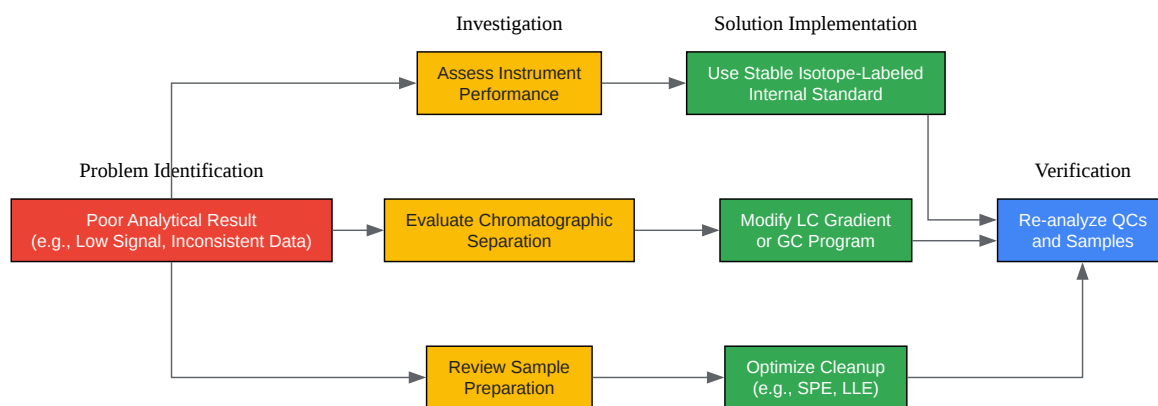 Investigation
Solution Implementation
Assess Instrument
Performance
Use Stable Isotope-Labeled
Internal Standard
Problem Identification
Verification
Poor Analytical Result
(e.g., Low Signal, Inconsistent Data)
Evaluate Chromatographic
Separation
Modify LC Gradient
or GC Program
Re-analyze QCs
and Samples
Review Sample
Preparation
Optimize Cleanup
(e.g., SPE, LLE)